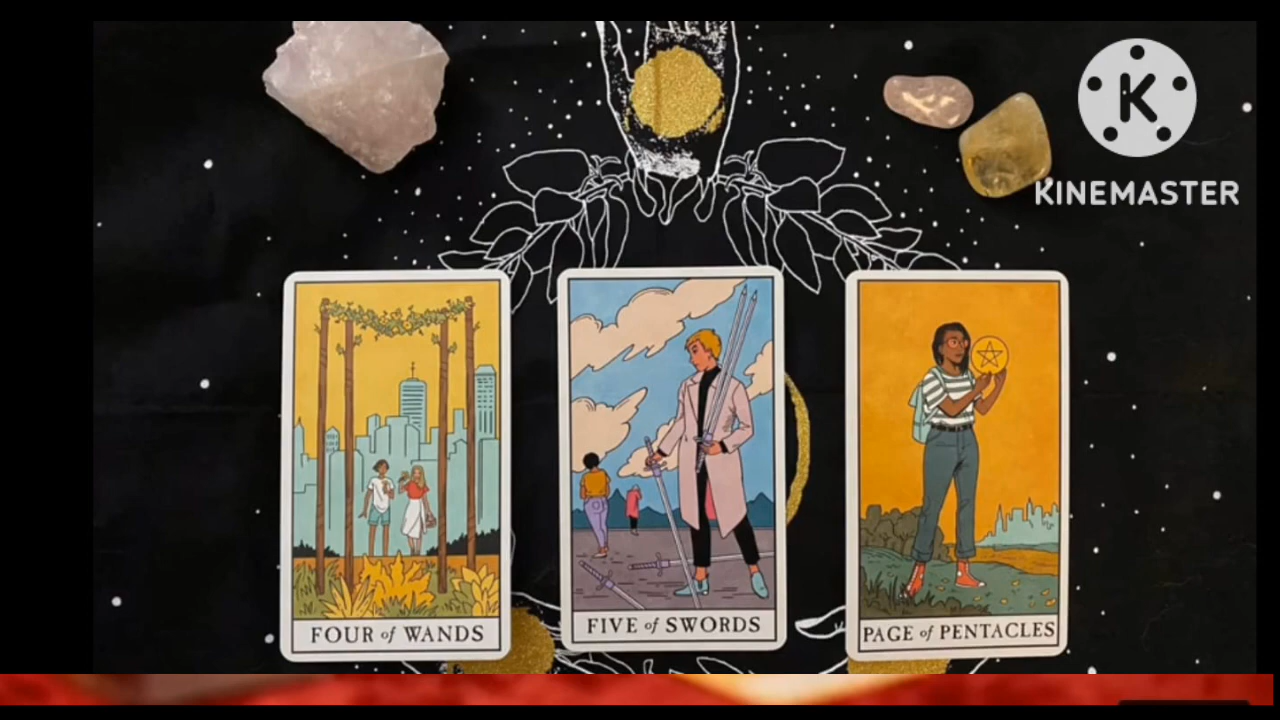 K
KINEMASTER
FOUR of WANDS
FIVE of SWORDS
PAGE of PENTACLES